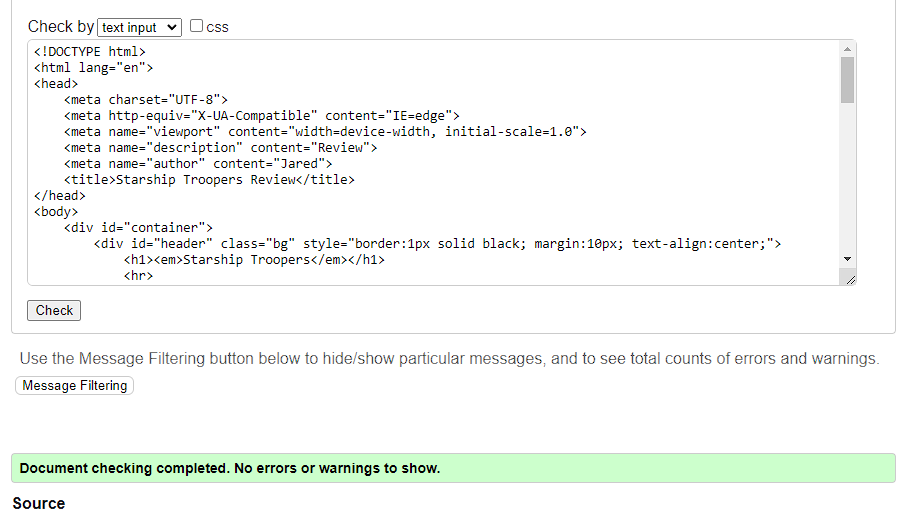 Check by text input css
<!DOCTYPE html>
<html lang="en">
<head>
    <meta charset="UTF-8">
    <meta http-equiv="X-UA-Compatible" content="IE=edge">
    <meta name="viewport" content="width=device-width, initial-scale=1.0">
    <meta name="description" content="Review">
    <meta name="author" content="Jared">
    <title>Starship Troopers Review</title>
</head>
<body>
    <div id="container">
        <div id="header" class="bg" style="border:1px solid black; margin:10px; text-align:center;">
            <h1><em>Starship Troopers</em></h1>
            <hr>
Check
Use the Message Filtering button below to hide/show particular messages, and to see total counts of errors and warnings.
Message Filtering
Document checking completed. No errors or warnings to show.
Source